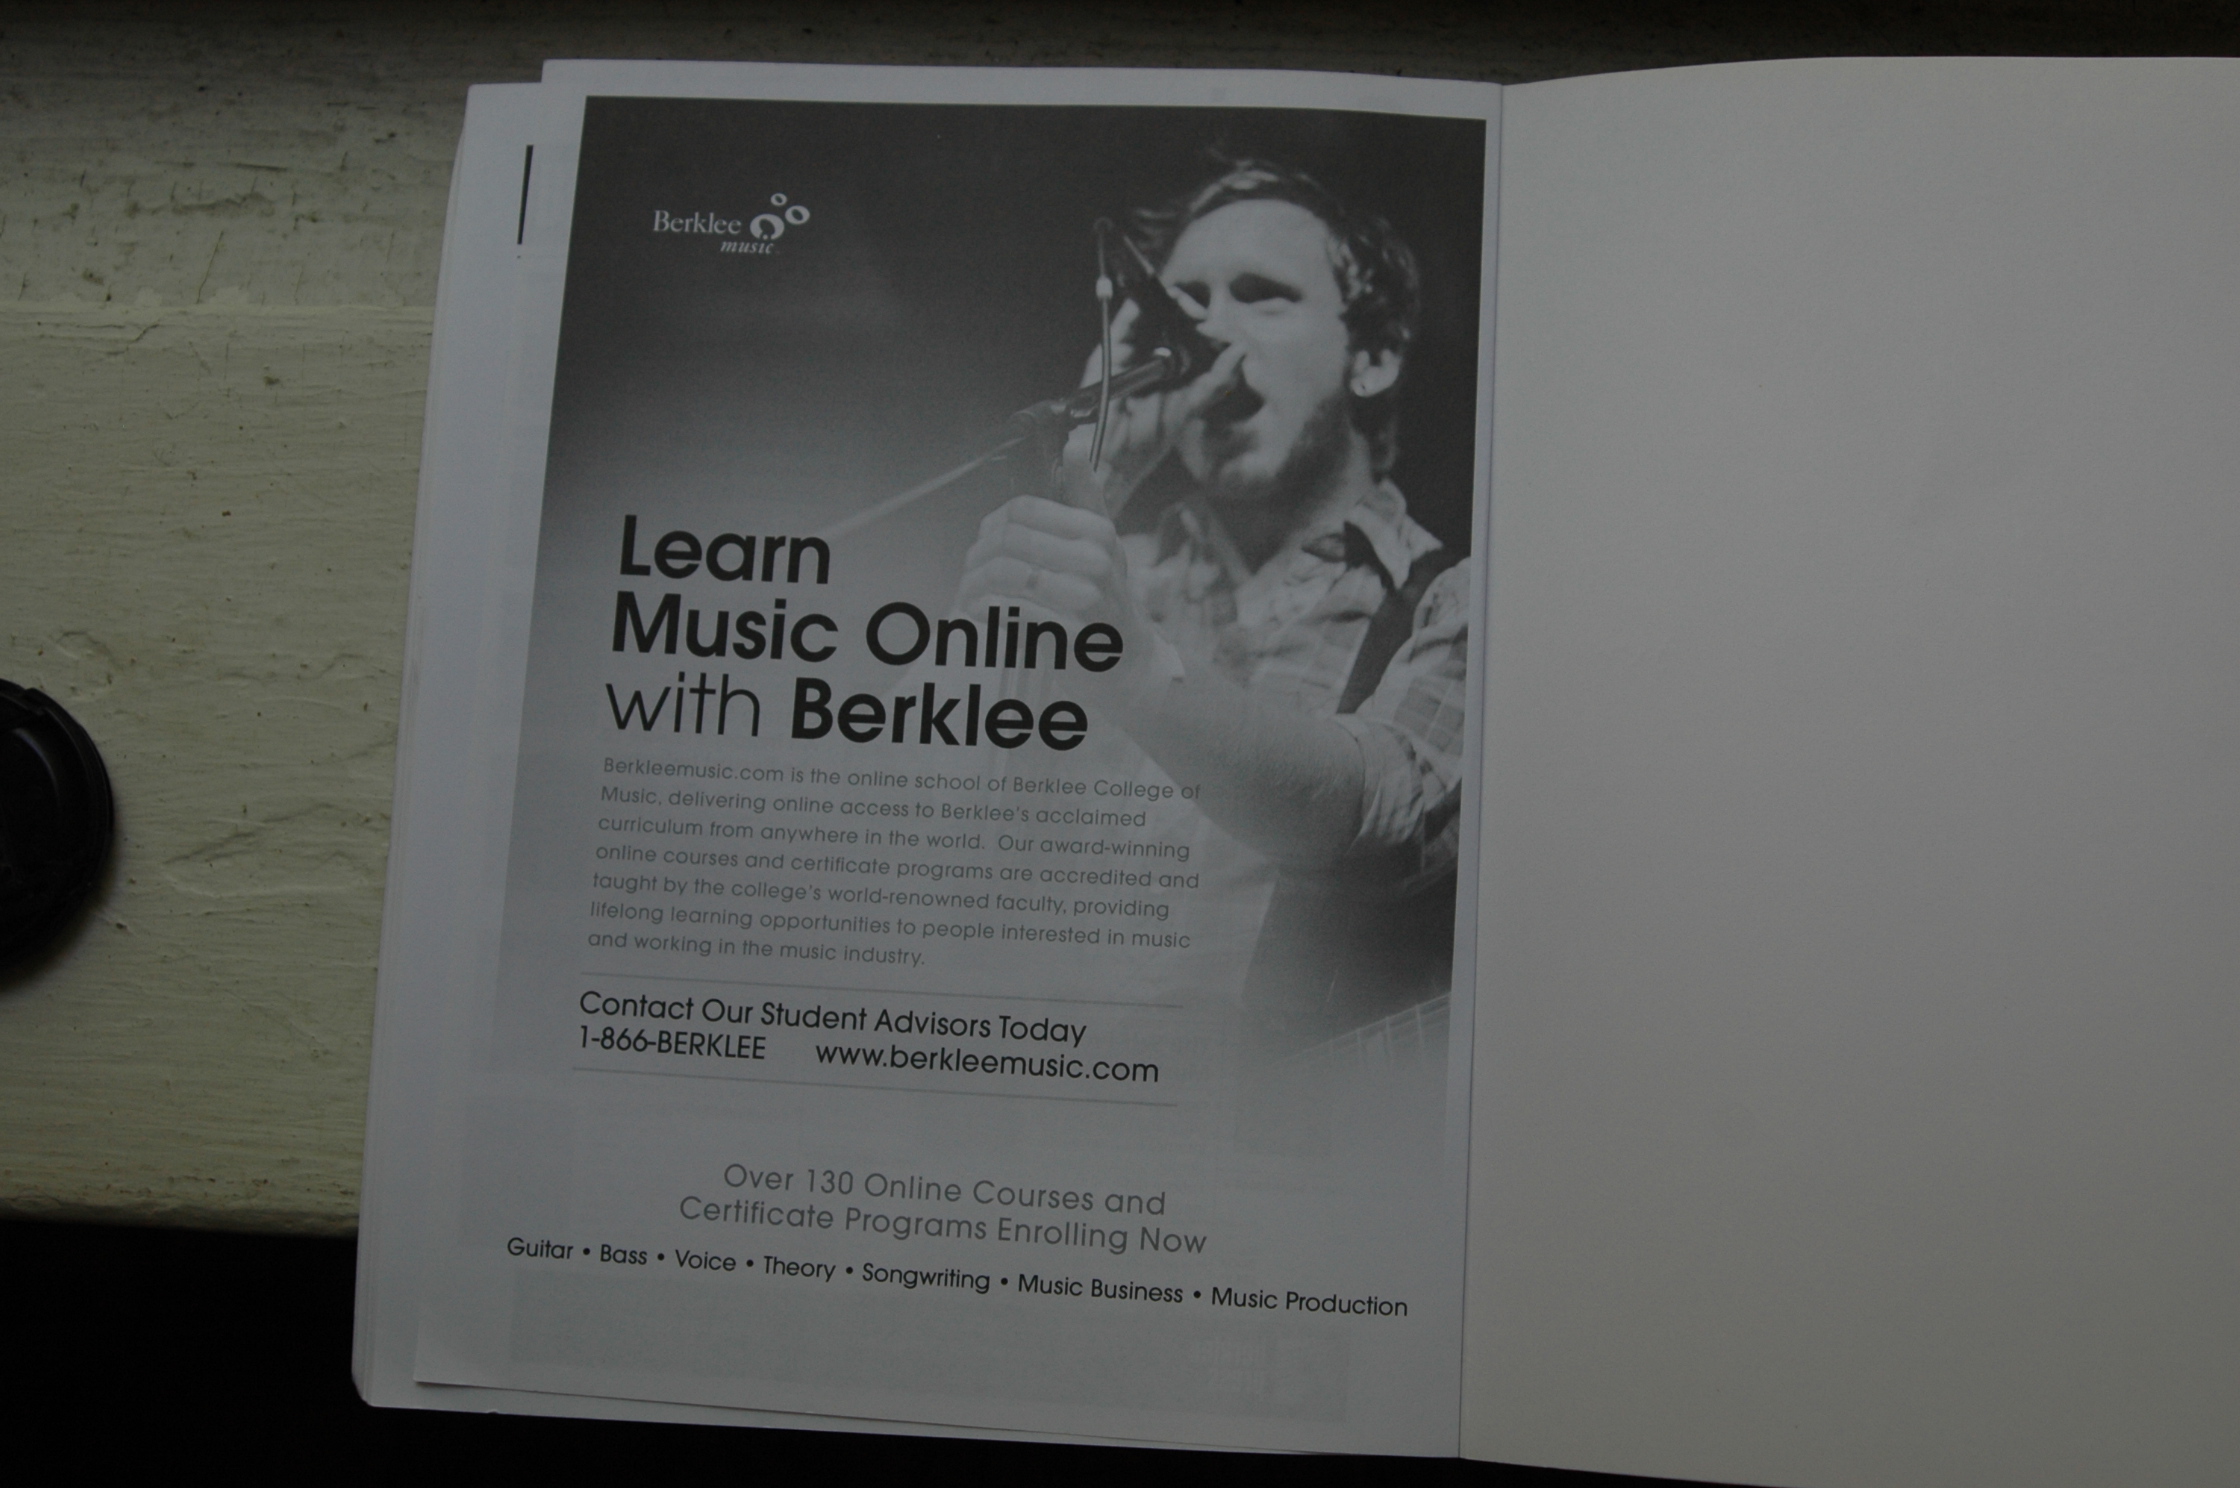 Berklee
music
Learn
Music Online
with Berklee
Berkleemusic.com is the online school of Berklee College of
Music, delivering online access to Berklee's acclaimed
curriculum from anywhere in the world. Our award-winning
online courses and certificate programs are accredited and
taught by the college's world-renowned faculty, providing
lifelong learning opportunities to people interested in music
and working in the music industry.
Contact Our Student Advisors Today
1-866-BERKLEE www.berkleemusic.com
Over 130 Online Courses and
Certificate Programs Enrolling Now
Guitar • Bass • Voice • Theory • Songwriting • Music Business • Music Production